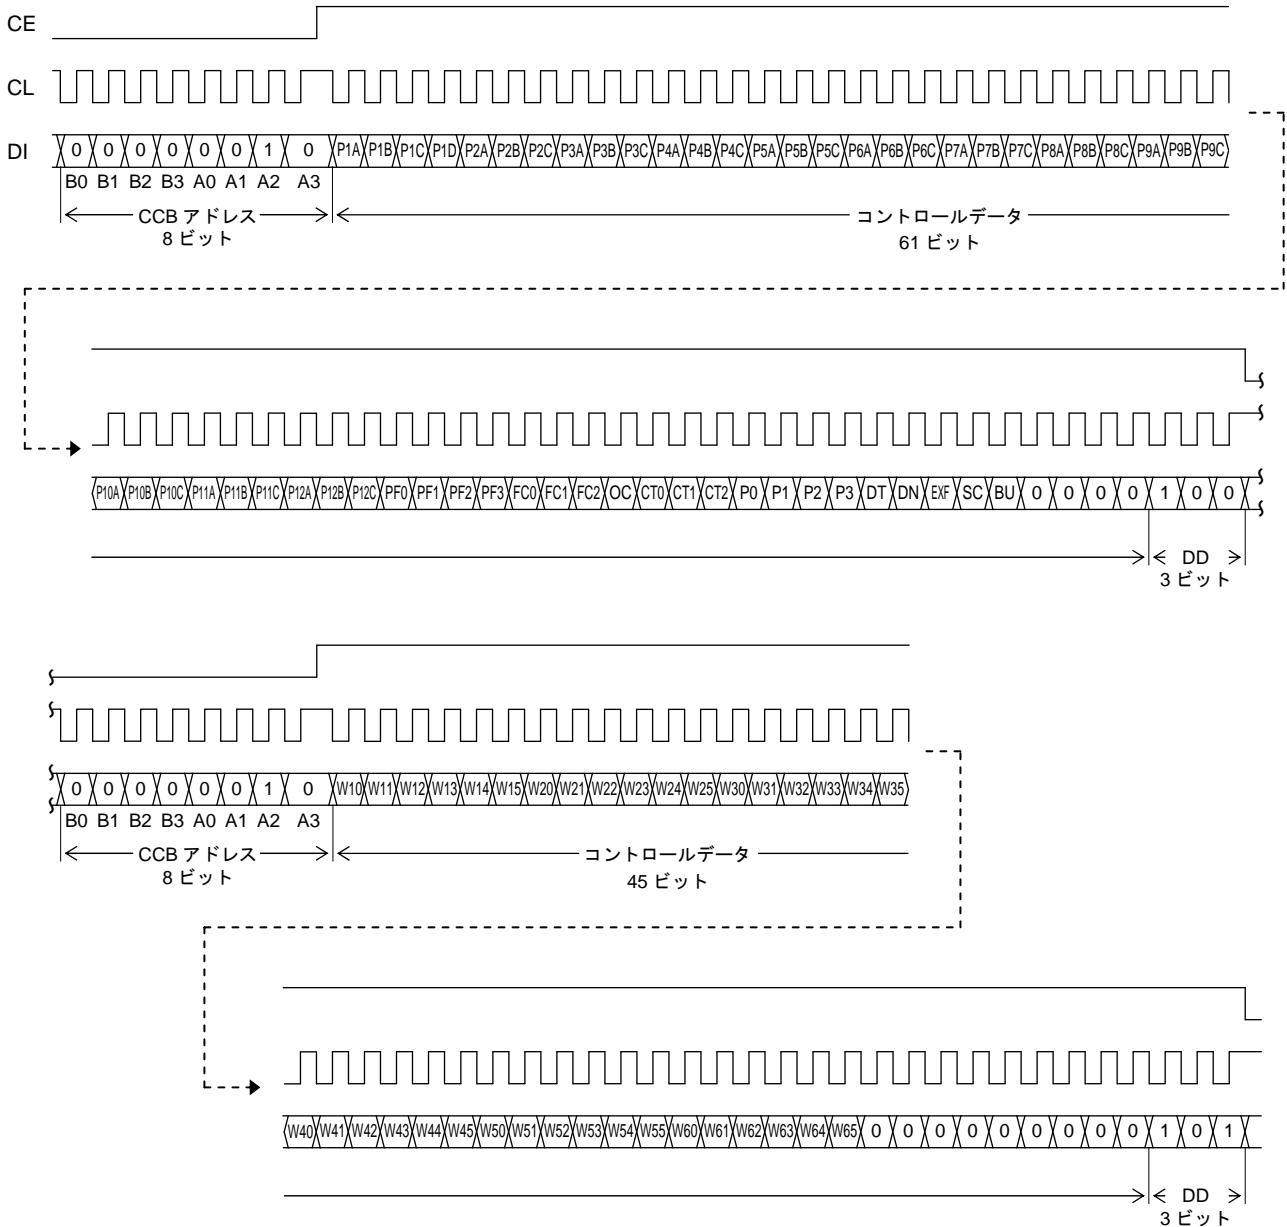 CE
CL
DI
0 0 0 0 0 0 1 0 P1A P1B P1C P1D P2A P2B P2C P3A P3B P3C P4A P4B P4C P5A P5B P5C P6A P6B P6C P7A P7B P7C P8A P8B P8C P9A P9B P9C
B0 B1 B2 B3 A0 A1 A2 A3
CCB アドレス
8 ビット
コントロールデータ
61 ビット
P10A P10B P10C P11A P11B P11C P12A P12B P12C PF0 PF1 PF2 PF3 FC0 FC1 FC2 OC CT0 CT1 CT2 P0 P1 P2 P3 DT DN EXF SC BU 0 0 0 0 1 0 0
DD
3 ビット
0 0 0 0 0 0 1 0 W10 W11 W12 W13 W14 W15 W20 W21 W22 W23 W24 W25 W30 W31 W32 W33 W34 W35
B0 B1 B2 B3 A0 A1 A2 A3
CCB アドレス
8 ビット
コントロールデータ
45 ビット
W40 W41 W42 W43 W44 W45 W50 W51 W52 W53 W54 W55 W60 W61 W62 W63 W64 W65 0 0 0 0 0 0 0 0 0 1 0 1
DD
3 ビット